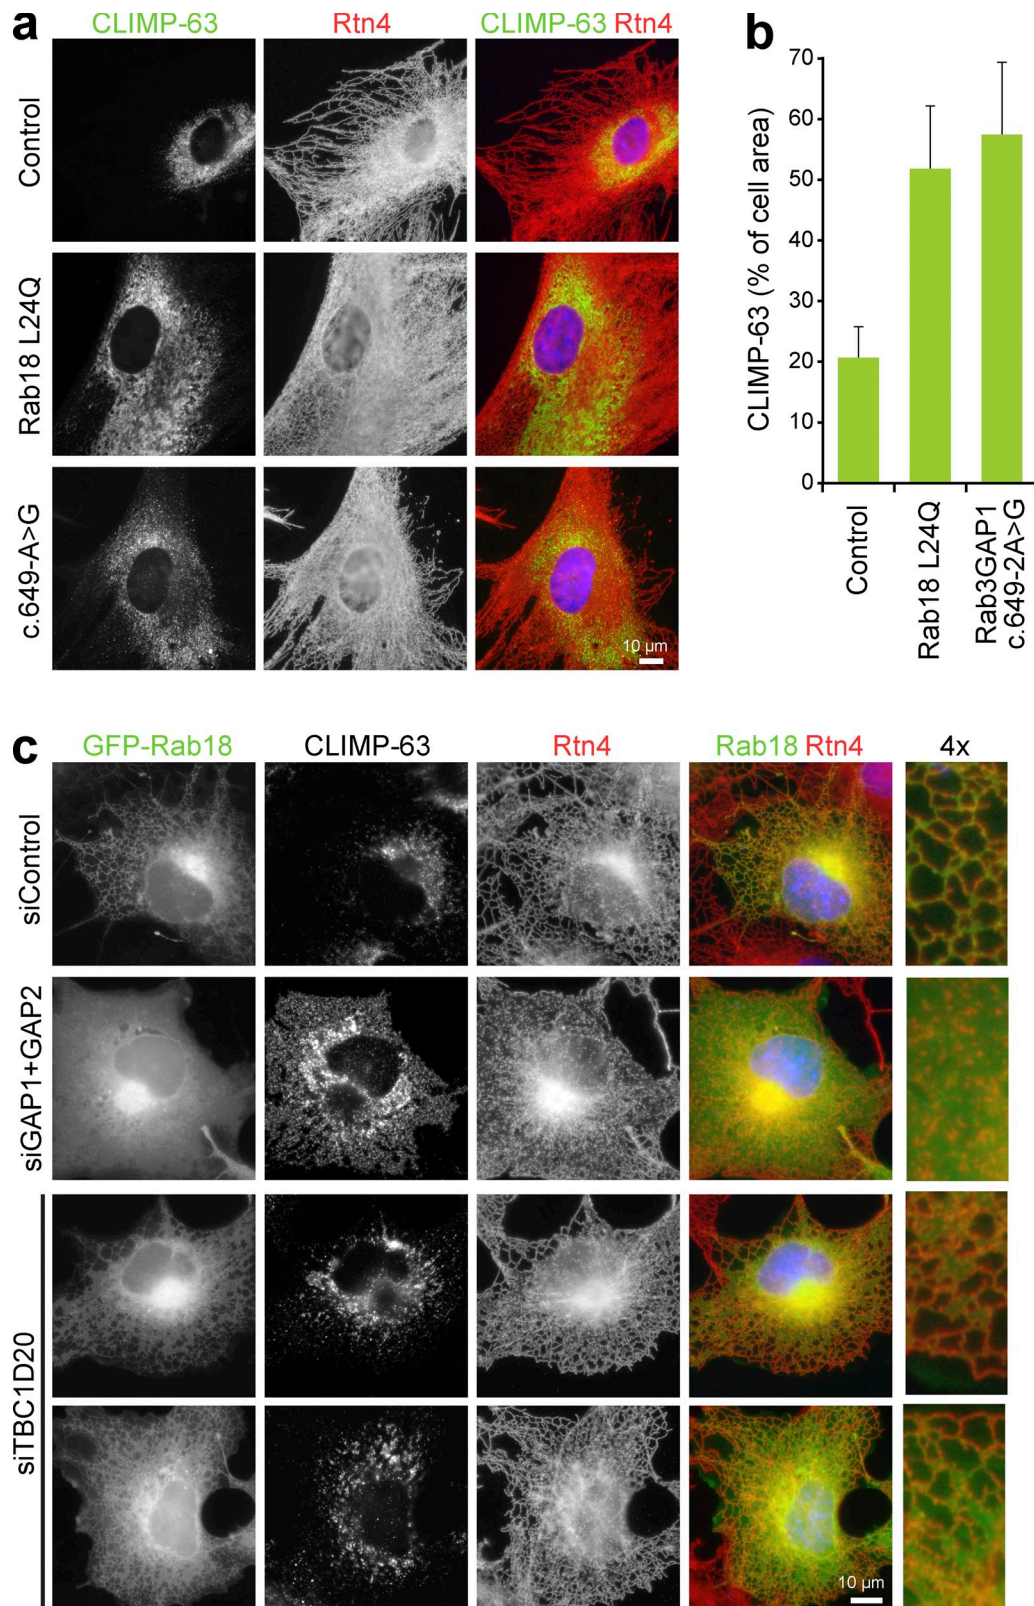 a
CLIMP-63
Rtn4
CLIMP-63 Rtn4
Control
Rab18 L24Q
c.649-A>G
10 µm
b
CLIMP-63 (% of cell area)
70
60
50
40
30
20
10
0
Control
Rab18 L24Q
Rab3GAP1
c.649-2A>G
c
GFP-Rab18
CLIMP-63
Rtn4
Rab18 Rtn4
4x
siControl
siGAP1+GAP2
siTBC1D20
10 µm